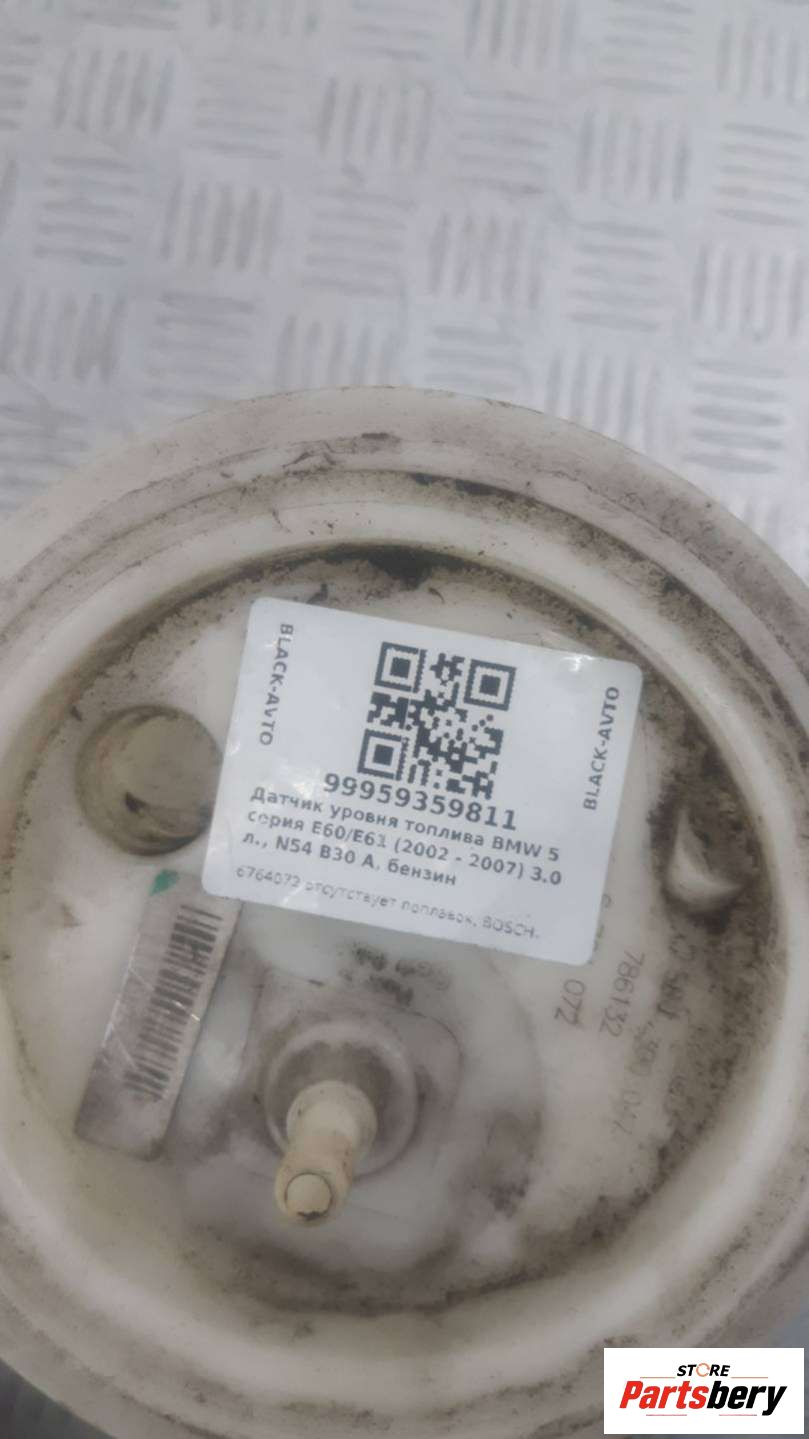 BLACK-AVTO
BLACK-AVTO
99959359811
Датчик уровня топлива BMW 5
серия E60/E61 (2002 - 2007) 3.0
л., N54 B30 A, бензин
6764072 отсутствует поплавок, BOSCH.
072
786132
STORE
Partsbery